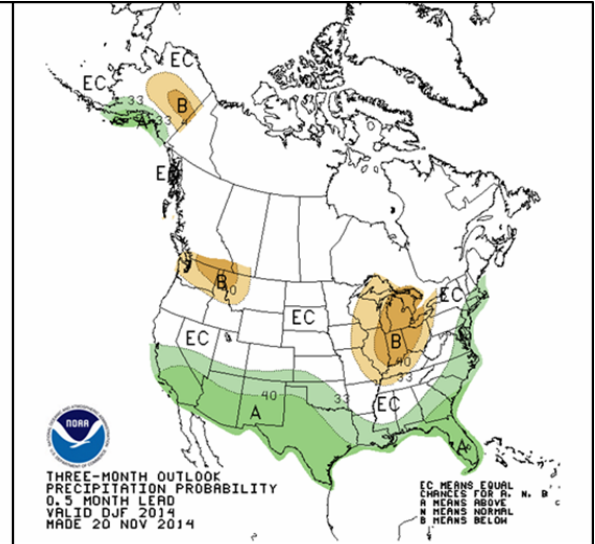 EC
EC
33
B
A
33
4
B
40
EC
EC
EC
B
40
33
EC
40
33
A
A
NOAA
THREE-MONTH OUTLOOK
PRECIPITATION PROBABILITY
0.5 MONTH LEAD
VALID DJF 2014
MADE 20 NOV 2014
EC MEANS EQUAL
CHANCES FOR A, N, B
A MEANS ABOVE
N MEANS NORMAL
B MEANS BELOW